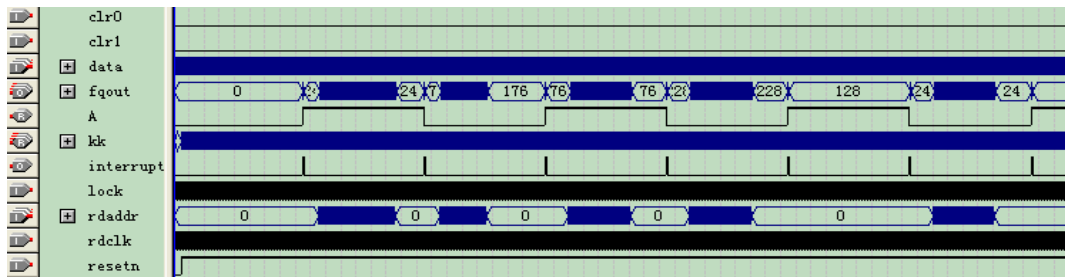 clr0
clr1
data
fqout 0 24 7 176 76 76 228 128 24 24
A
kk
interrupt
lock
rdaddr 0 0 0 0 0
rdclk
resetn